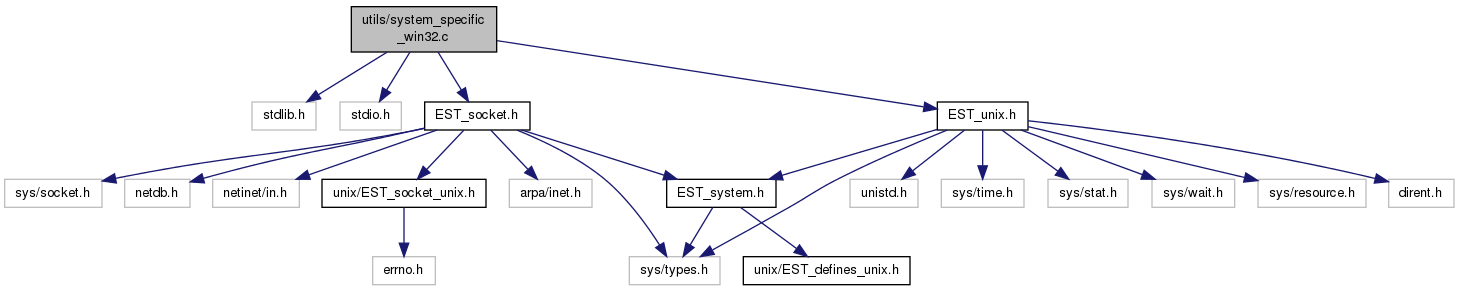 utils/system_specific
_win32.c
stdlib.h
stdio.h
EST_socket.h
EST_unix.h
sys/socket.h
netdb.h
netinet/in.h
unix/EST_socket_unix.h
arpa/inet.h
EST_system.h
unistd.h
sys/time.h
sys/stat.h
sys/wait.h
sys/resource.h
dirent.h
errno.h
sys/types.h
unix/EST_defines_unix.h